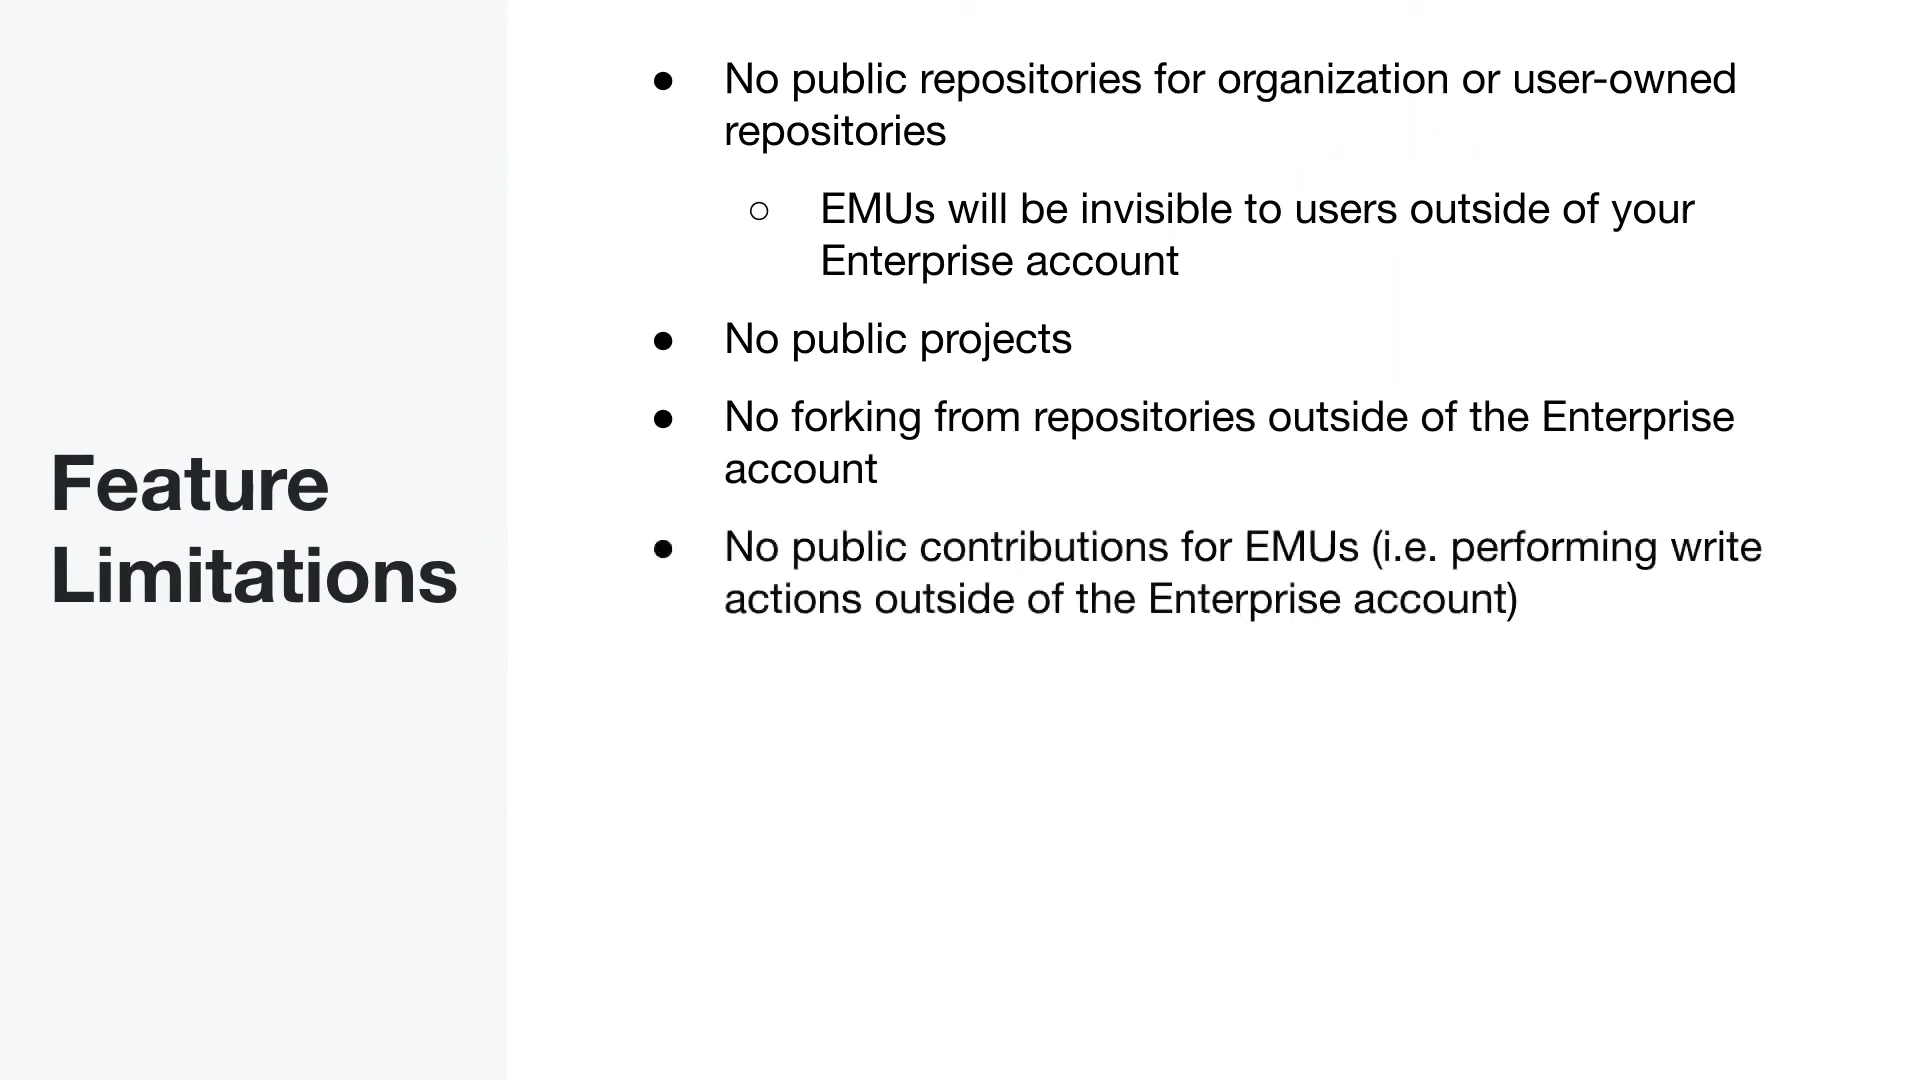 Feature
Limitations
● No public repositories for organization or user-owned
repositories
○ EMUs will be invisible to users outside of your
Enterprise account
● No public projects
● No forking from repositories outside of the Enterprise
account
● No public contributions for EMUs (i.e. performing write
actions outside of the Enterprise account)